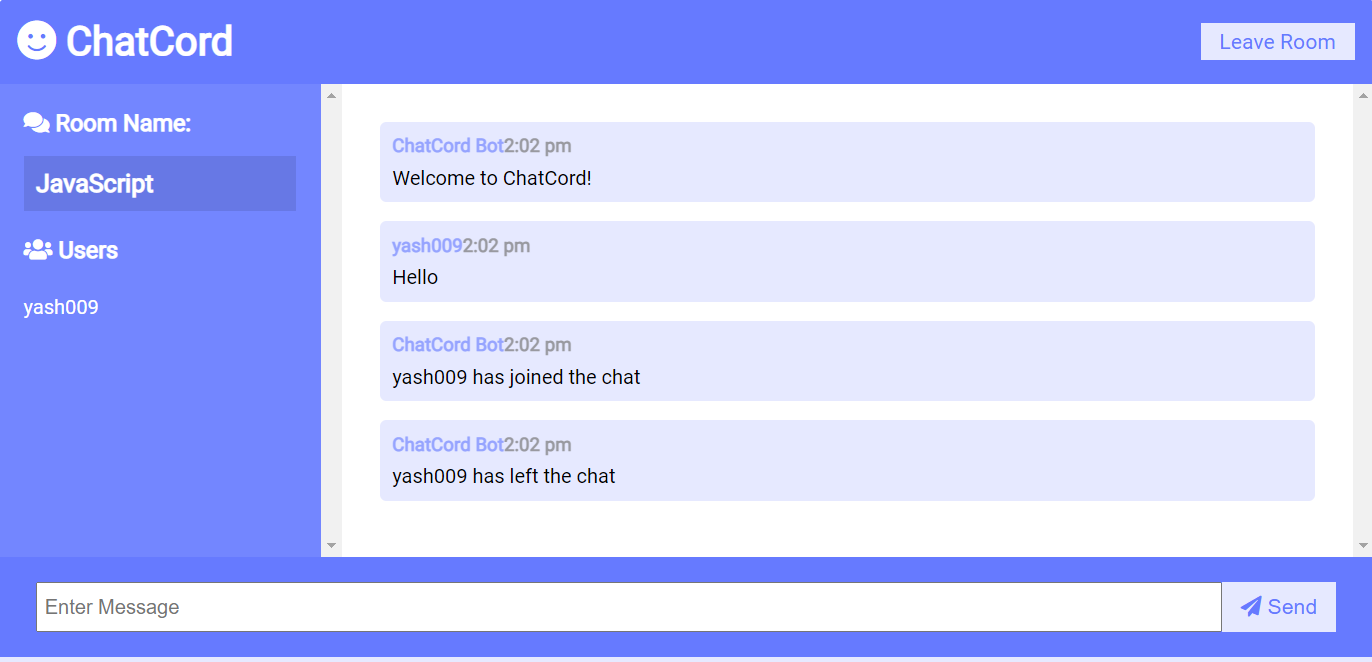 ChatCord
Leave Room
Room Name:
JavaScript
Users
yash009
ChatCord Bot2:02 pm
Welcome to ChatCord!
yash0092:02 pm
Hello
ChatCord Bot2:02 pm
yash009 has joined the chat
ChatCord Bot2:02 pm
yash009 has left the chat
Enter Message
Send